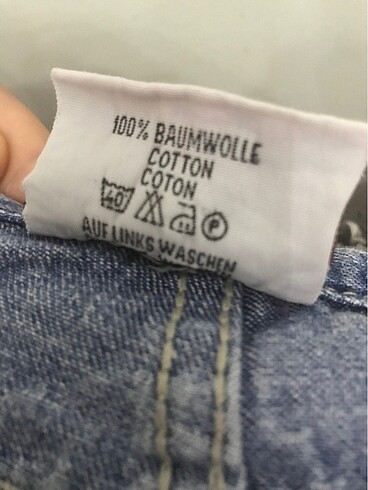 100% BAUMWOLLE
COTTON
COTON
40 P
AUF LINKS WASCHEN